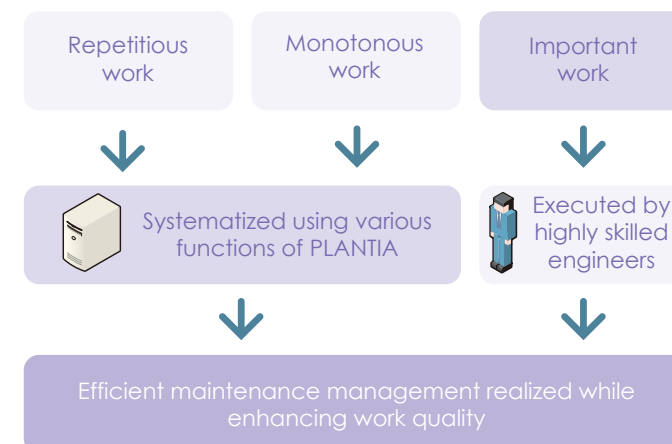 Repetitious
work
Monotonous
work
Important
work
Systematized using various
functions of PLANTIA
Executed by
highly skilled
engineers
Efficient maintenance management realized while
enhancing work quality